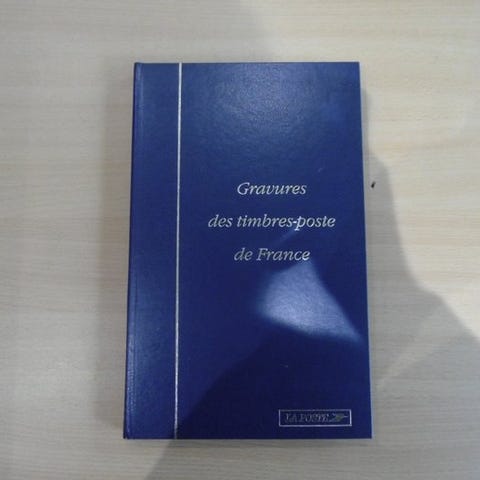 Gravures
des timbres-poste
de France
LA POSTE